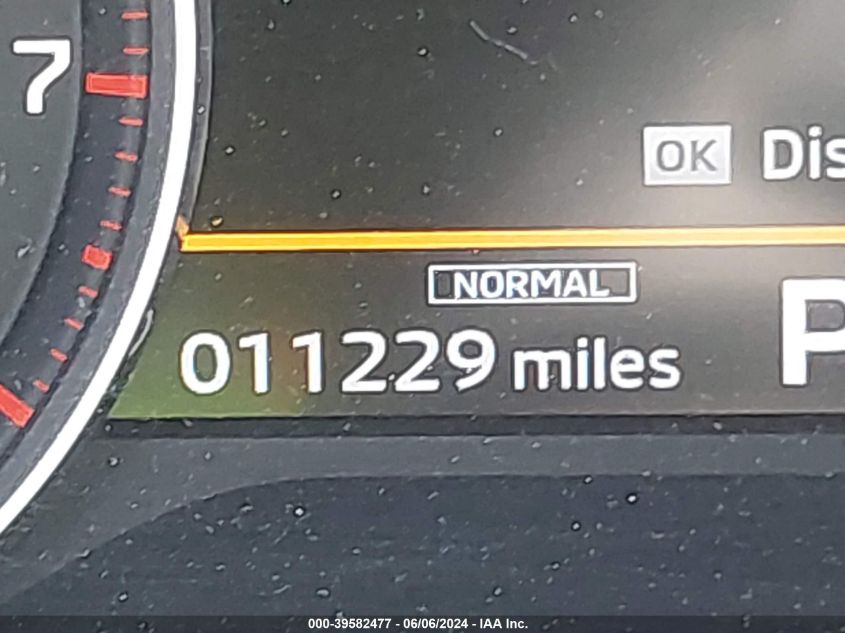 7
OK Dis
NORMAL
011229 miles P
000-39582477 - 06/06/2024 - IAA Inc.